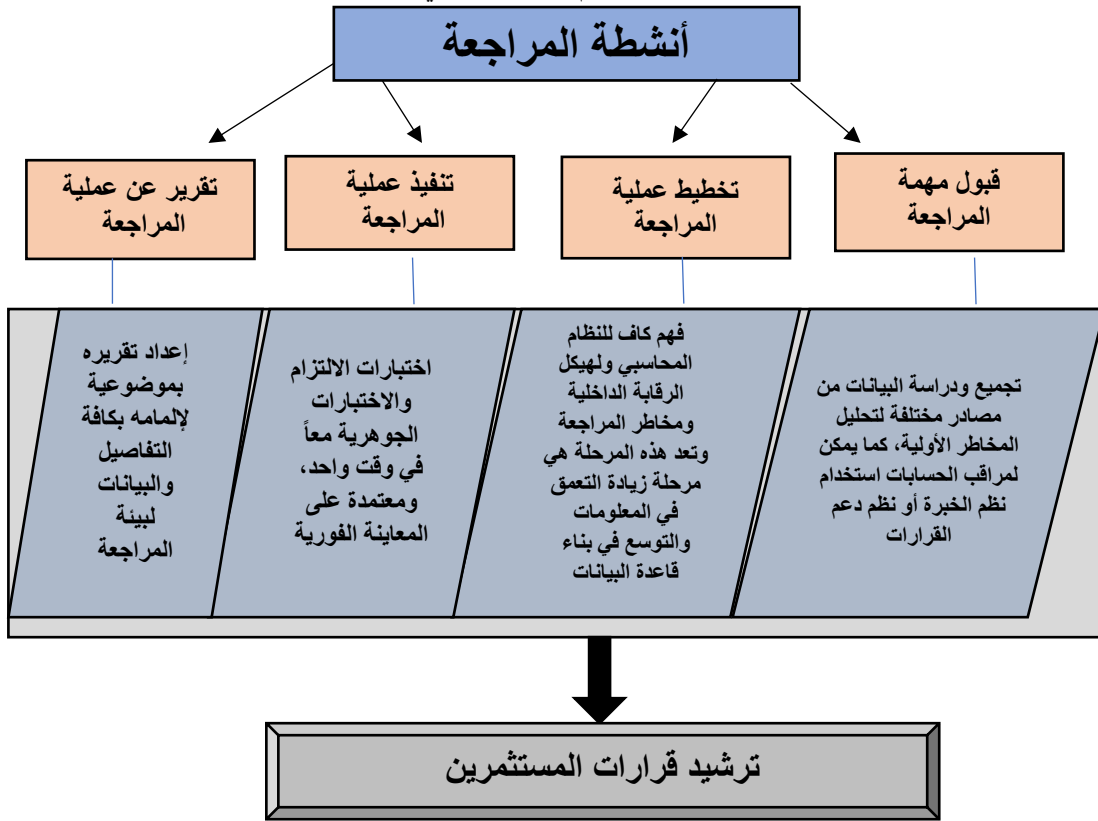 أنشطة المراجعة
قبول مهمة
المراجعة
تخطيط عملية
المراجعة
تنفيذ عملية
المراجعة
تقرير عن عملية
المراجعة
تجميع ودراسة البيانات من
مصادر مختلفة لتحليل
المخاطر الأولية، كما يمكن
لمراقب الحسابات استخدام
نظم الخبرة أو نظم دعم
القرارات
فهم كاف للنظام
المحاسبي ولهيكل
الرقابة الداخلية
ومخاطر المراجعة
وتعد هذه المرحلة هي
مرحلة زيادة التعمق
في المعلومات
والتوسع في بناء
قاعدة البيانات
اختبارات الالتزام
والاختبارات
الجوهرية معاً
في وقت واحد،
ومعتمدة على
المعاينة الفورية
إعداد تقريره
بموضوعية
لإلمامه بكافة
التفاصيل
والبيانات
لبيئة
المراجعة
ترشيد قرارات المستثمرين